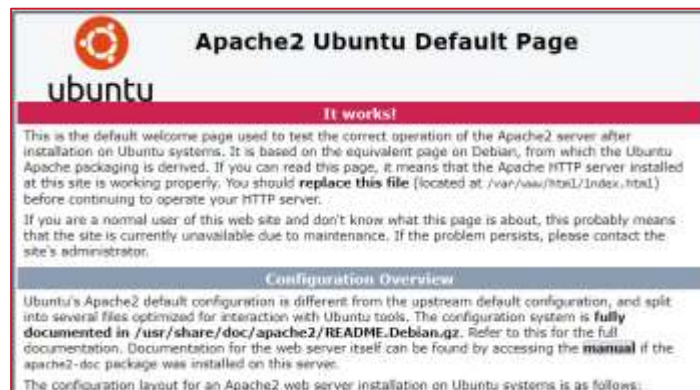 Apache2 Ubuntu Default Page
ubuntu
It works!
This is the default welcome page used to test the correct operation of the Apache2 server after
installation on Ubuntu systems. It is based on the equivalent page on Debian, from which the Ubuntu
Apache packaging is derived. If you can read this page, it means that the Apache HTTP server installed
at this site is working properly. You should replace this file (located at /var/www/html/index.html)
before continuing to operate your HTTP server.
If you are a normal user of this web site and don't know what this page is about, this probably means
that the site is currently unavailable due to maintenance. If the problem persists, please contact the
site's administrator.
Configuration Overview
Ubuntu's Apache2 default configuration is different from the upstream default configuration, and split
into several files optimized for interaction with Ubuntu tools. The configuration system is fully
documented in /usr/share/doc/apache2/README.Debian.gz. Refer to this for the full
documentation. Documentation for the web server itself can be found by accessing the manual if the
apache2-doc package was installed on this server.
The configuration layout for an Apache2 web server installation on Ubuntu systems is as follows: